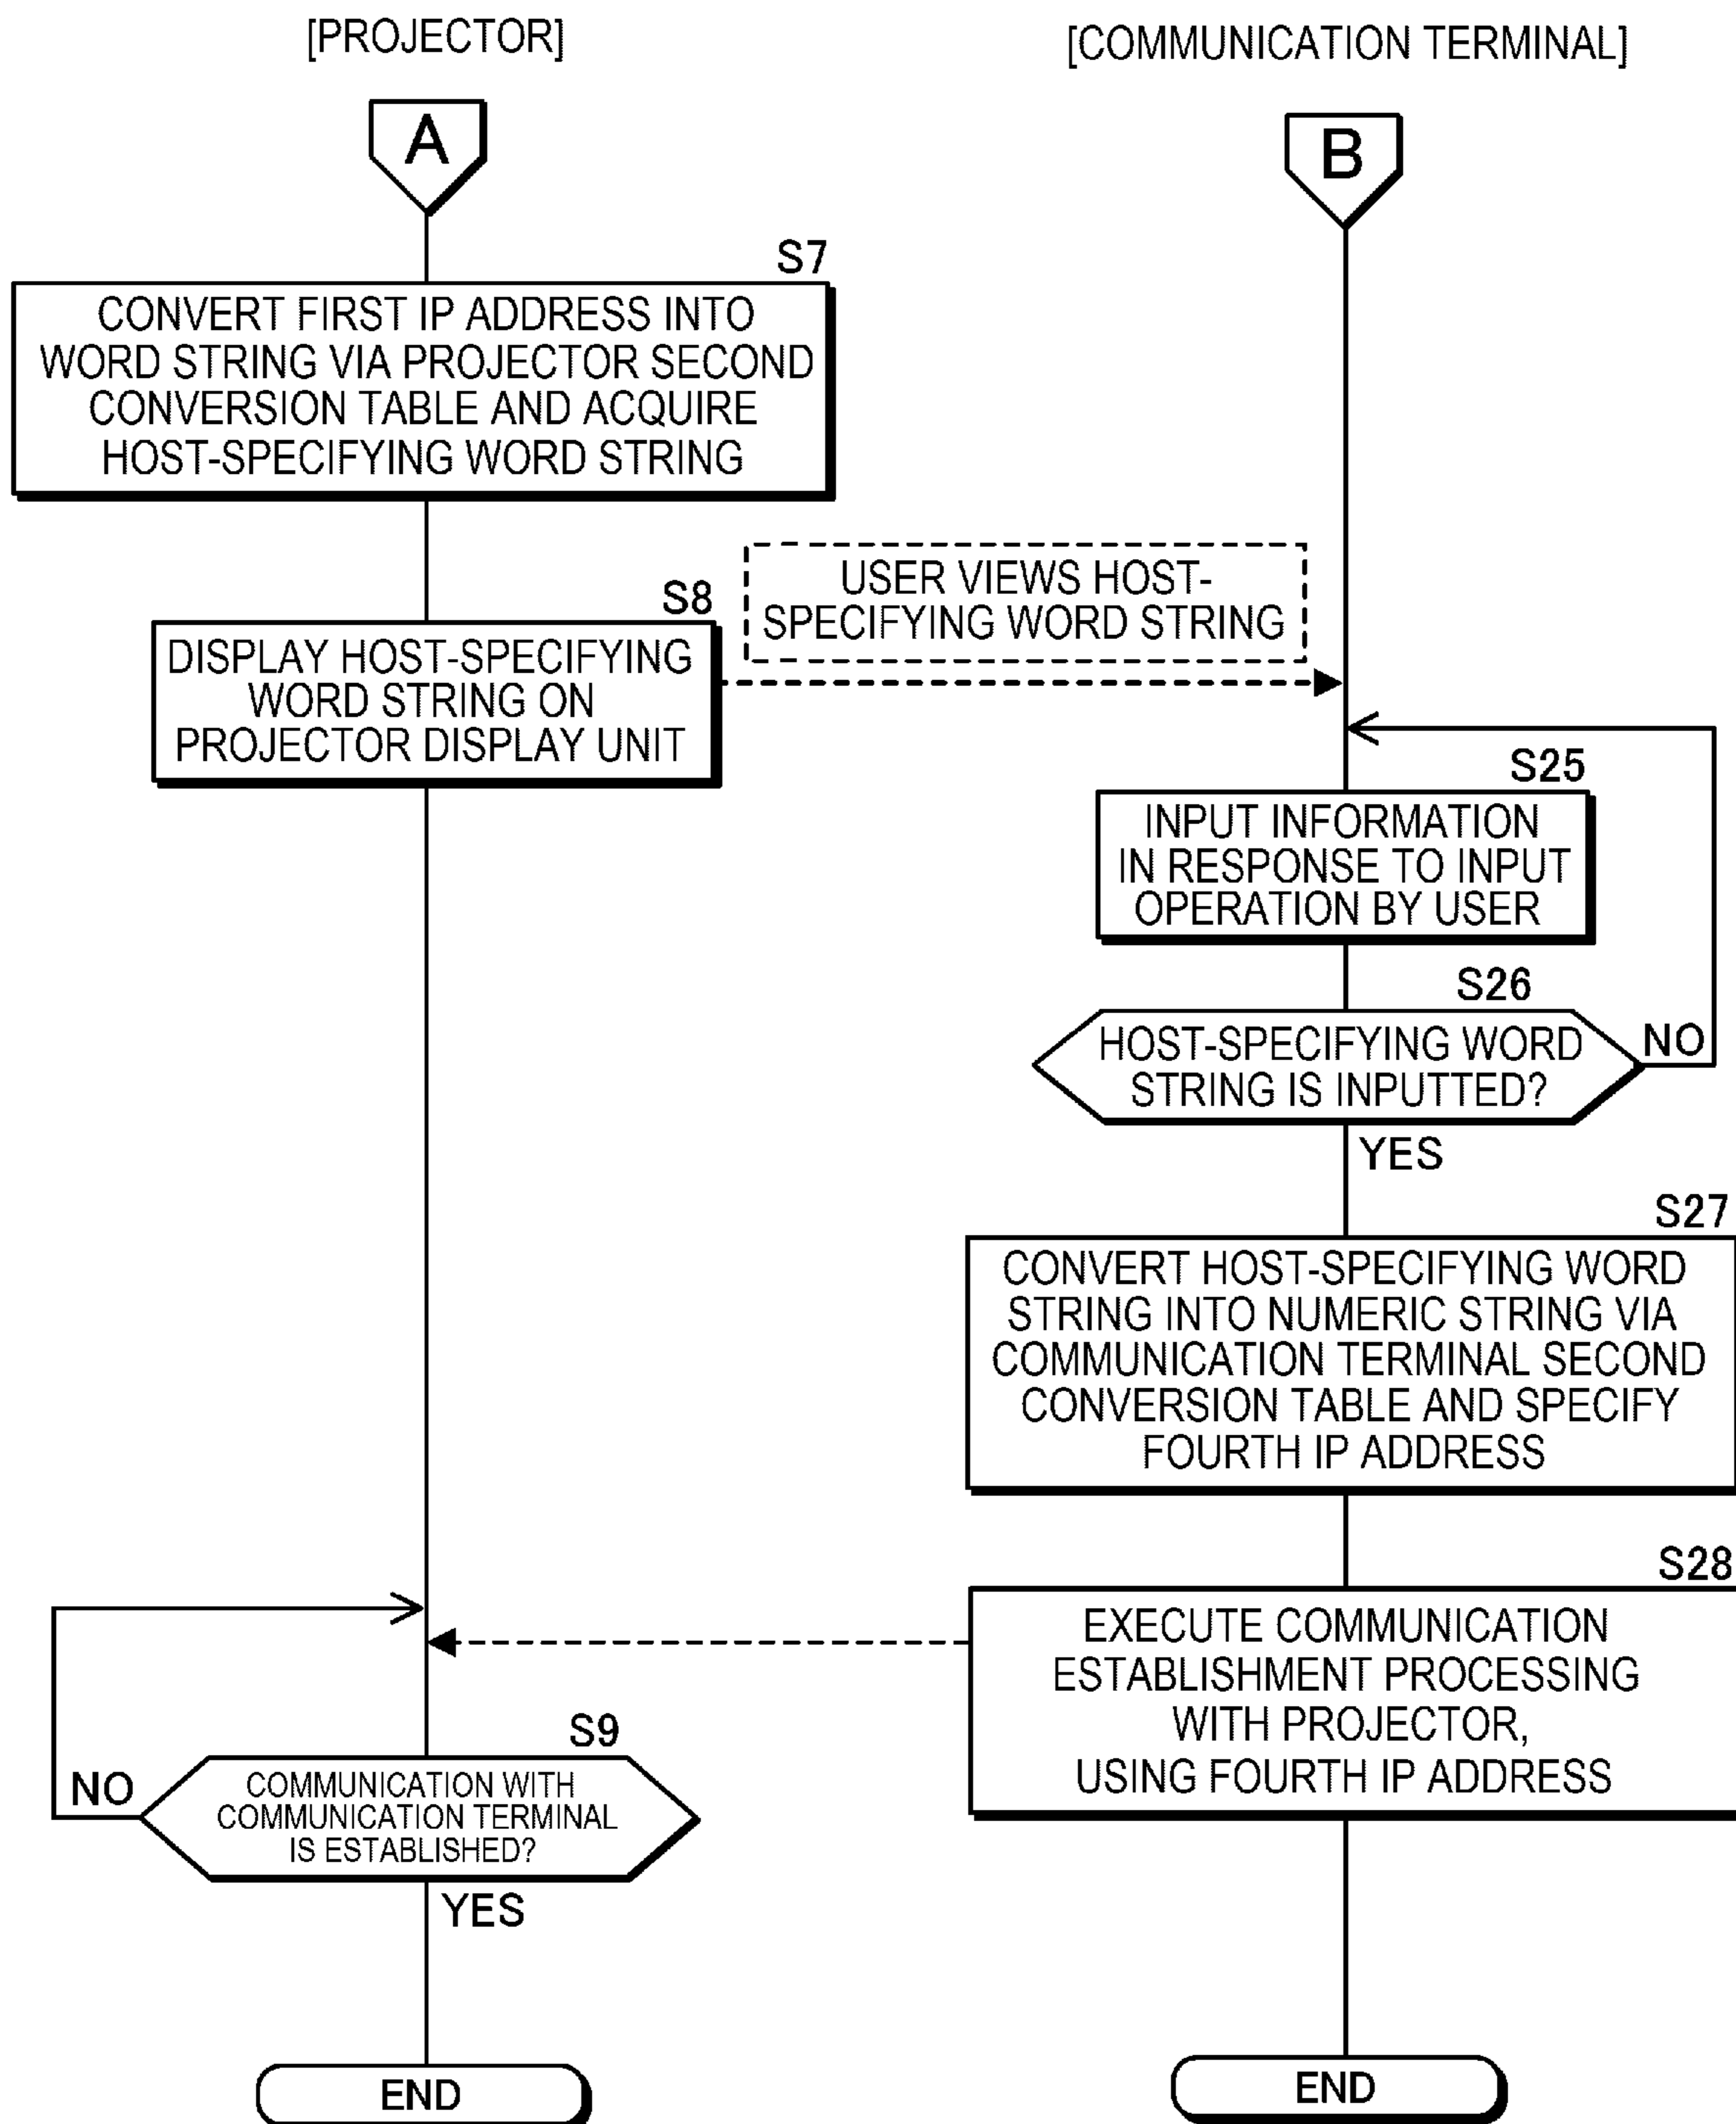 [PROJECTOR]
[COMMUNICATION TERMINAL]
A
B
S7
CONVERT FIRST IP ADDRESS INTO
WORD STRING VIA PROJECTOR SECOND
CONVERSION TABLE AND ACQUIRE
HOST-SPECIFYING WORD STRING
USER VIEWS HOST-
SPECIFYING WORD STRING
S8
DISPLAY HOST-SPECIFYING
WORD STRING ON
PROJECTOR DISPLAY UNIT
S25
INPUT INFORMATION
IN RESPONSE TO INPUT
OPERATION BY USER
S26
HOST-SPECIFYING WORD
STRING IS INPUTTED?
NO
YES
S27
CONVERT HOST-SPECIFYING WORD
STRING INTO NUMERIC STRING VIA
COMMUNICATION TERMINAL SECOND
CONVERSION TABLE AND SPECIFY
FOURTH IP ADDRESS
S28
EXECUTE COMMUNICATION
ESTABLISHMENT PROCESSING
WITH PROJECTOR,
USING FOURTH IP ADDRESS
S9
COMMUNICATION WITH
COMMUNICATION TERMINAL
IS ESTABLISHED?
NO
YES
END
END